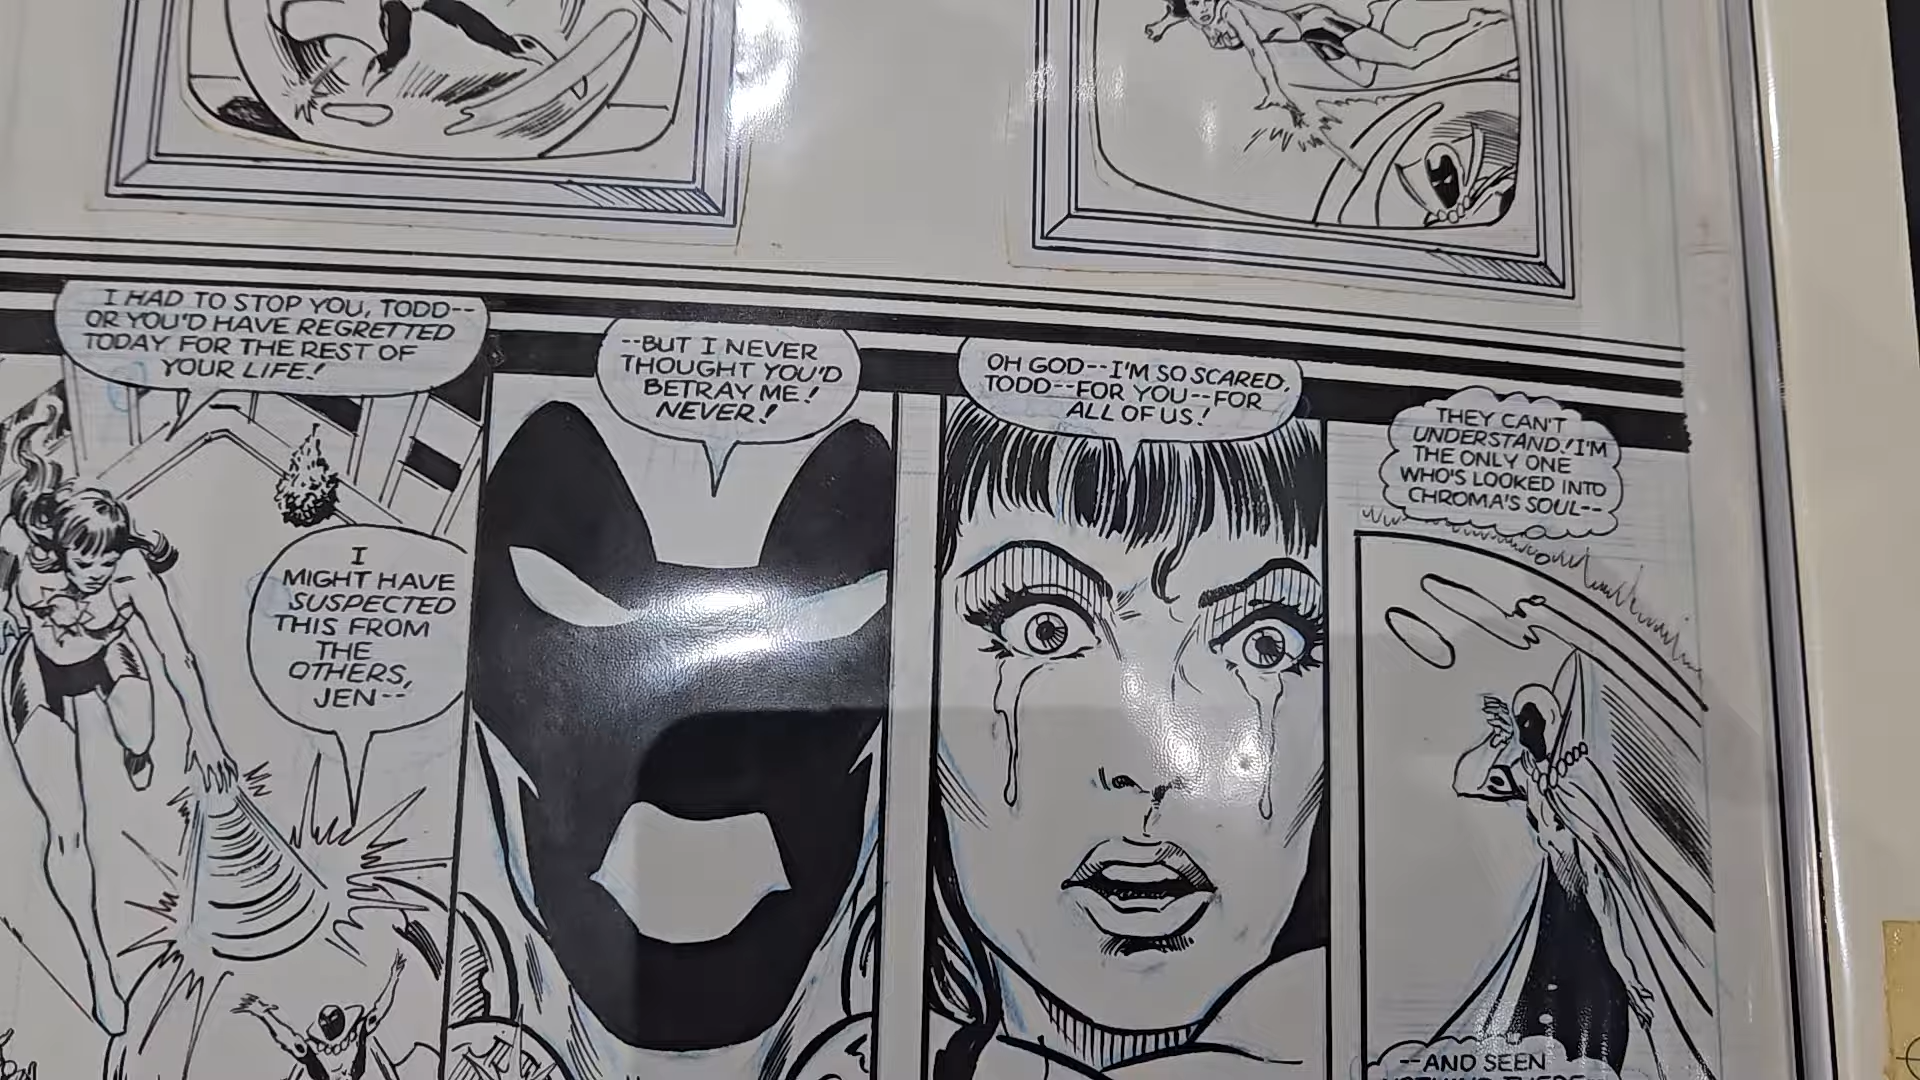 I HAD TO STOP YOU, TODD--
OR YOU'D HAVE REGRETTED
TODAY FOR THE REST OF
YOUR LIFE!
I
MIGHT HAVE
SUSPECTED
THIS FROM
THE
OTHERS,
JEN--
--BUT I NEVER
THOUGHT YOU'D
BETRAY ME!
NEVER!
OH GOD--I'M SO SCARED,
TODD--FOR YOU--FOR
ALL OF US!
THEY CAN'T
UNDERSTAND! I'M
THE ONLY ONE
WHO'S LOOKED INTO
CHROMA'S SOUL--
--AND SEEN